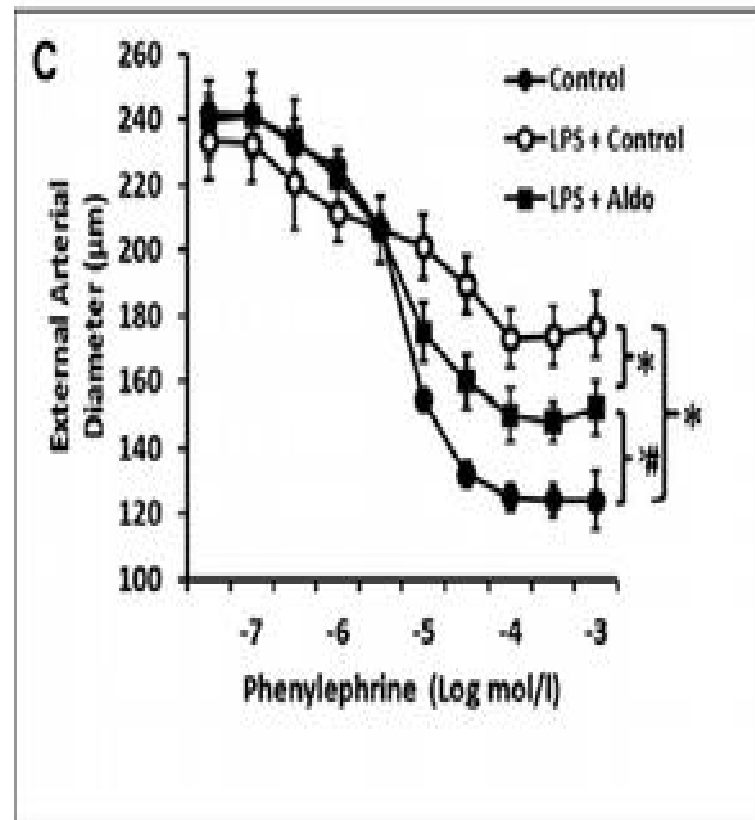 C
260
240
220
200
180
160
140
120
100
External Arterial
Diameter (µm)
Control
LPS + Control
LPS + Aldo
*
*
#
-7 -6 -5 -4 -3
Phenylephrine (Log mol/l)